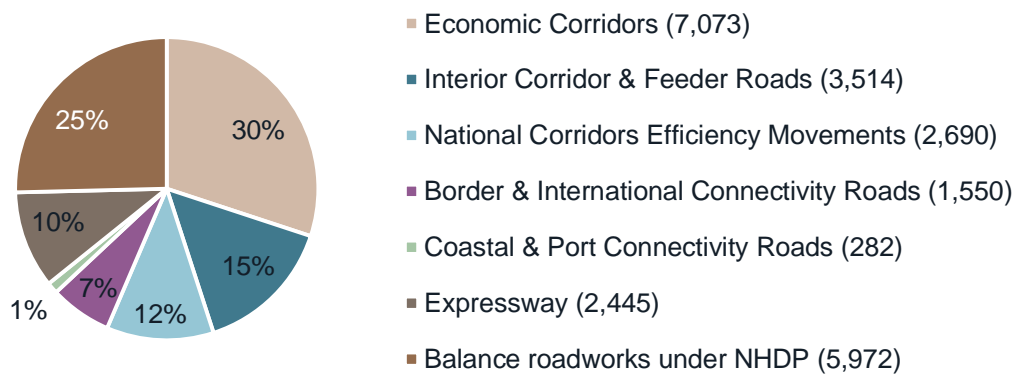 Economic Corridors (7,073)
Interior Corridor & Feeder Roads (3,514)
National Corridors Efficiency Movements (2,690)
Border & International Connectivity Roads (1,550)
Coastal & Port Connectivity Roads (282)
Expressway (2,445)
Balance roadworks under NHDP (5,972)
30%
15%
12%
7%
1%
10%
25%